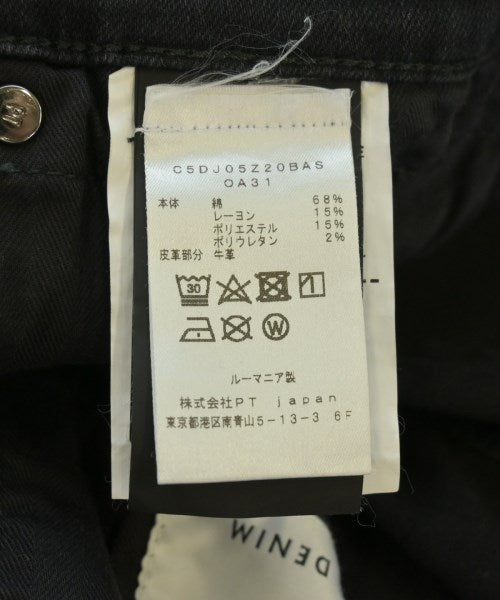 C5DJ05Z20BAS
OA31
本体 綿 68%
レーヨン 15%
ポリエステル 15%
ポリウレタン 2%
皮革部分 牛革
30
W
ルーマニア製
株式会社PT japan
東京都港区南青山5-13-3 6F
DENIM